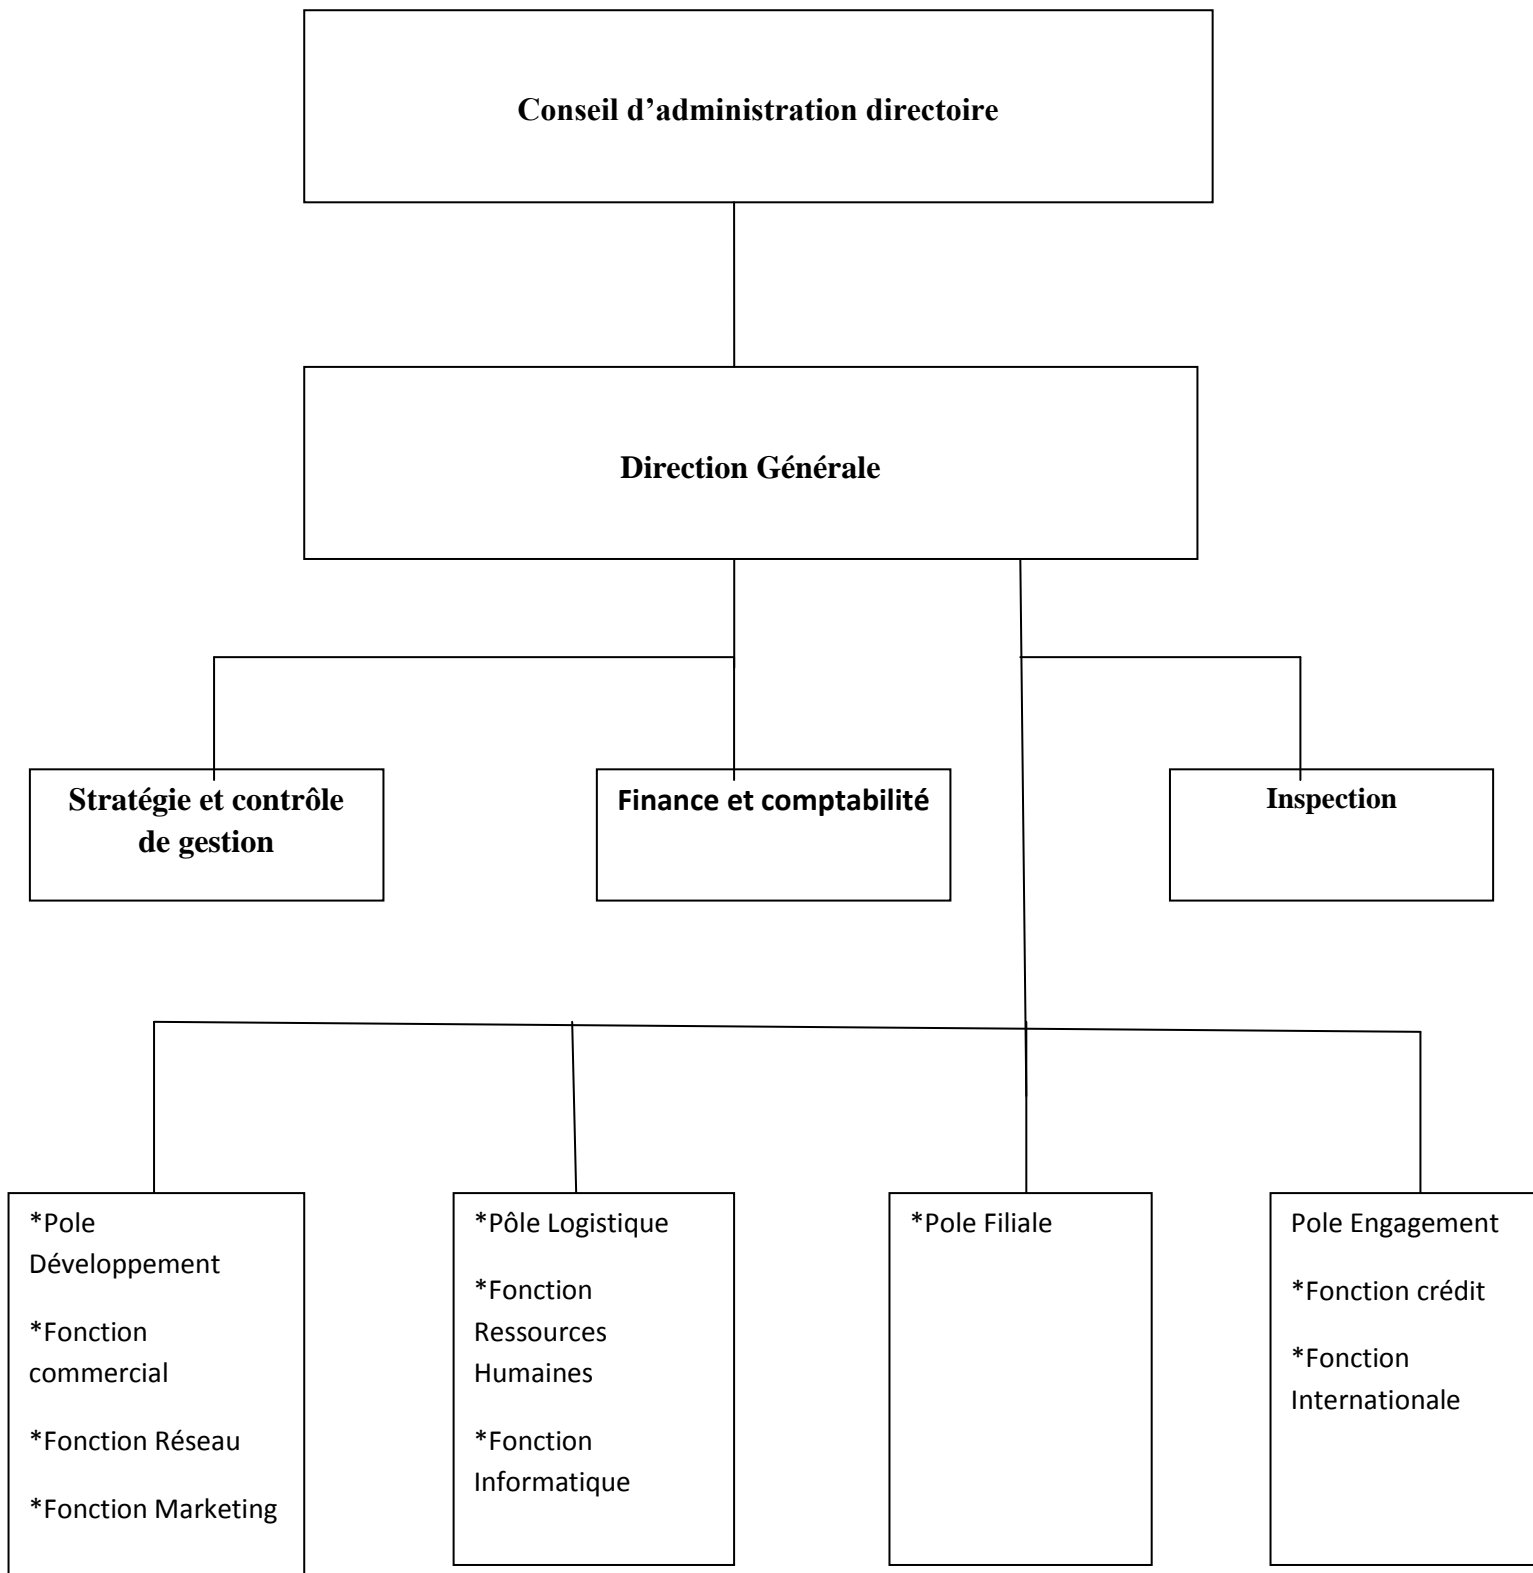 Conseil d’administration directoire
Direction Générale
Stratégie et contrôle
de gestion
Finance et comptabilité
Inspection
*Pole
Développement
*Fonction
commercial
*Fonction Réseau
*Fonction Marketing
*Pôle Logistique
*Fonction
Ressources
Humaines
*Fonction
Informatique
*Pole Filiale
Pole Engagement
*Fonction crédit
*Fonction
Internationale